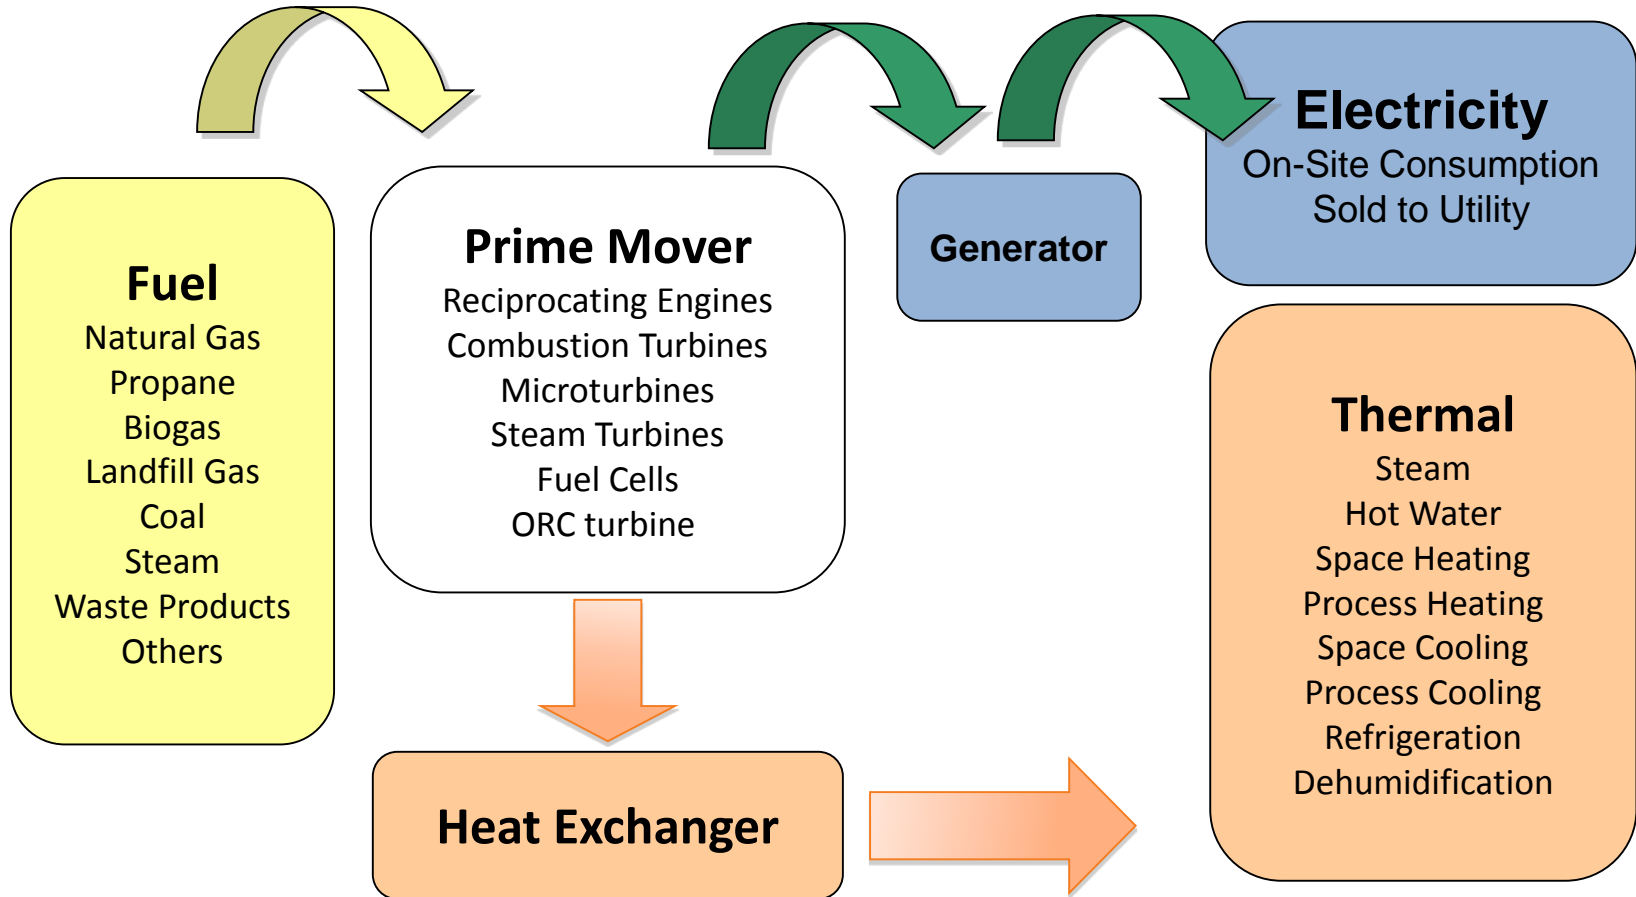 Fuel
Natural Gas
Propane
Biogas
Landfill Gas
Coal
Steam
Waste Products
Others
Prime Mover
Reciprocating Engines
Combustion Turbines
Microturbines
Steam Turbines
Fuel Cells
ORC turbine
Generator
Electricity
On-Site Consumption
Sold to Utility
Heat Exchanger
Thermal
Steam
Hot Water
Space Heating
Process Heating
Space Cooling
Process Cooling
Refrigeration
Dehumidification